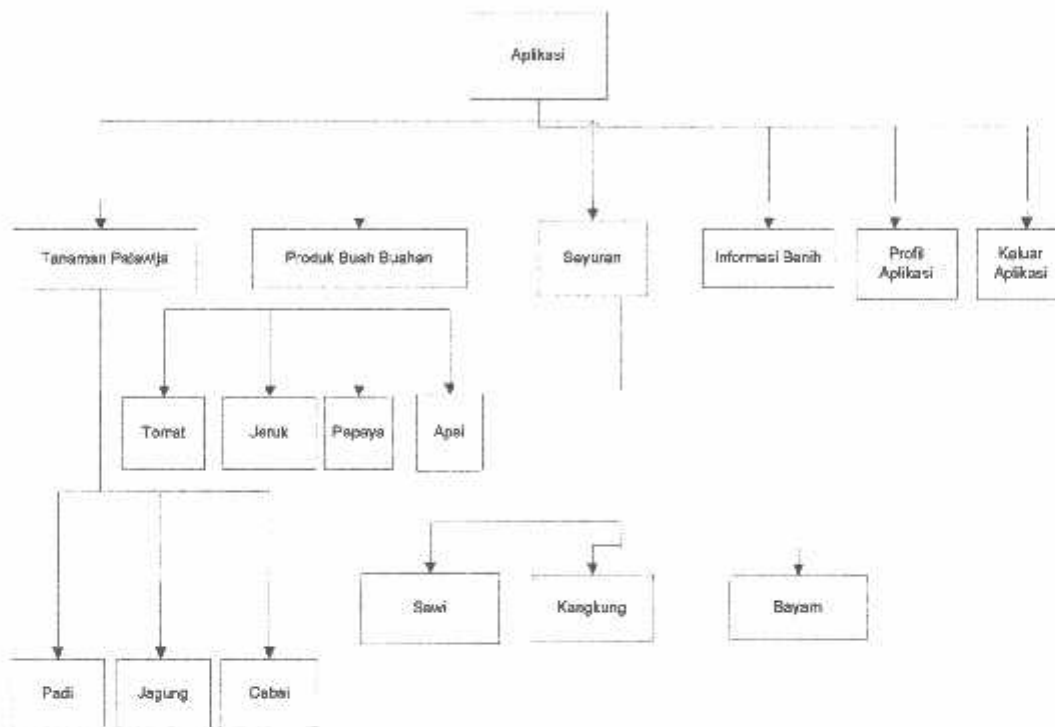 Aplikasi
Tanaman Palawija
Produk Buah Buahan
Sayuran
Informasi Benih
Profil
Aplikasi
Keluar
Aplikasi
Tomat
Jeruk
Papaya
Apel
Sawi
Kangkung
Bayam
Padi
Jagung
Cabai